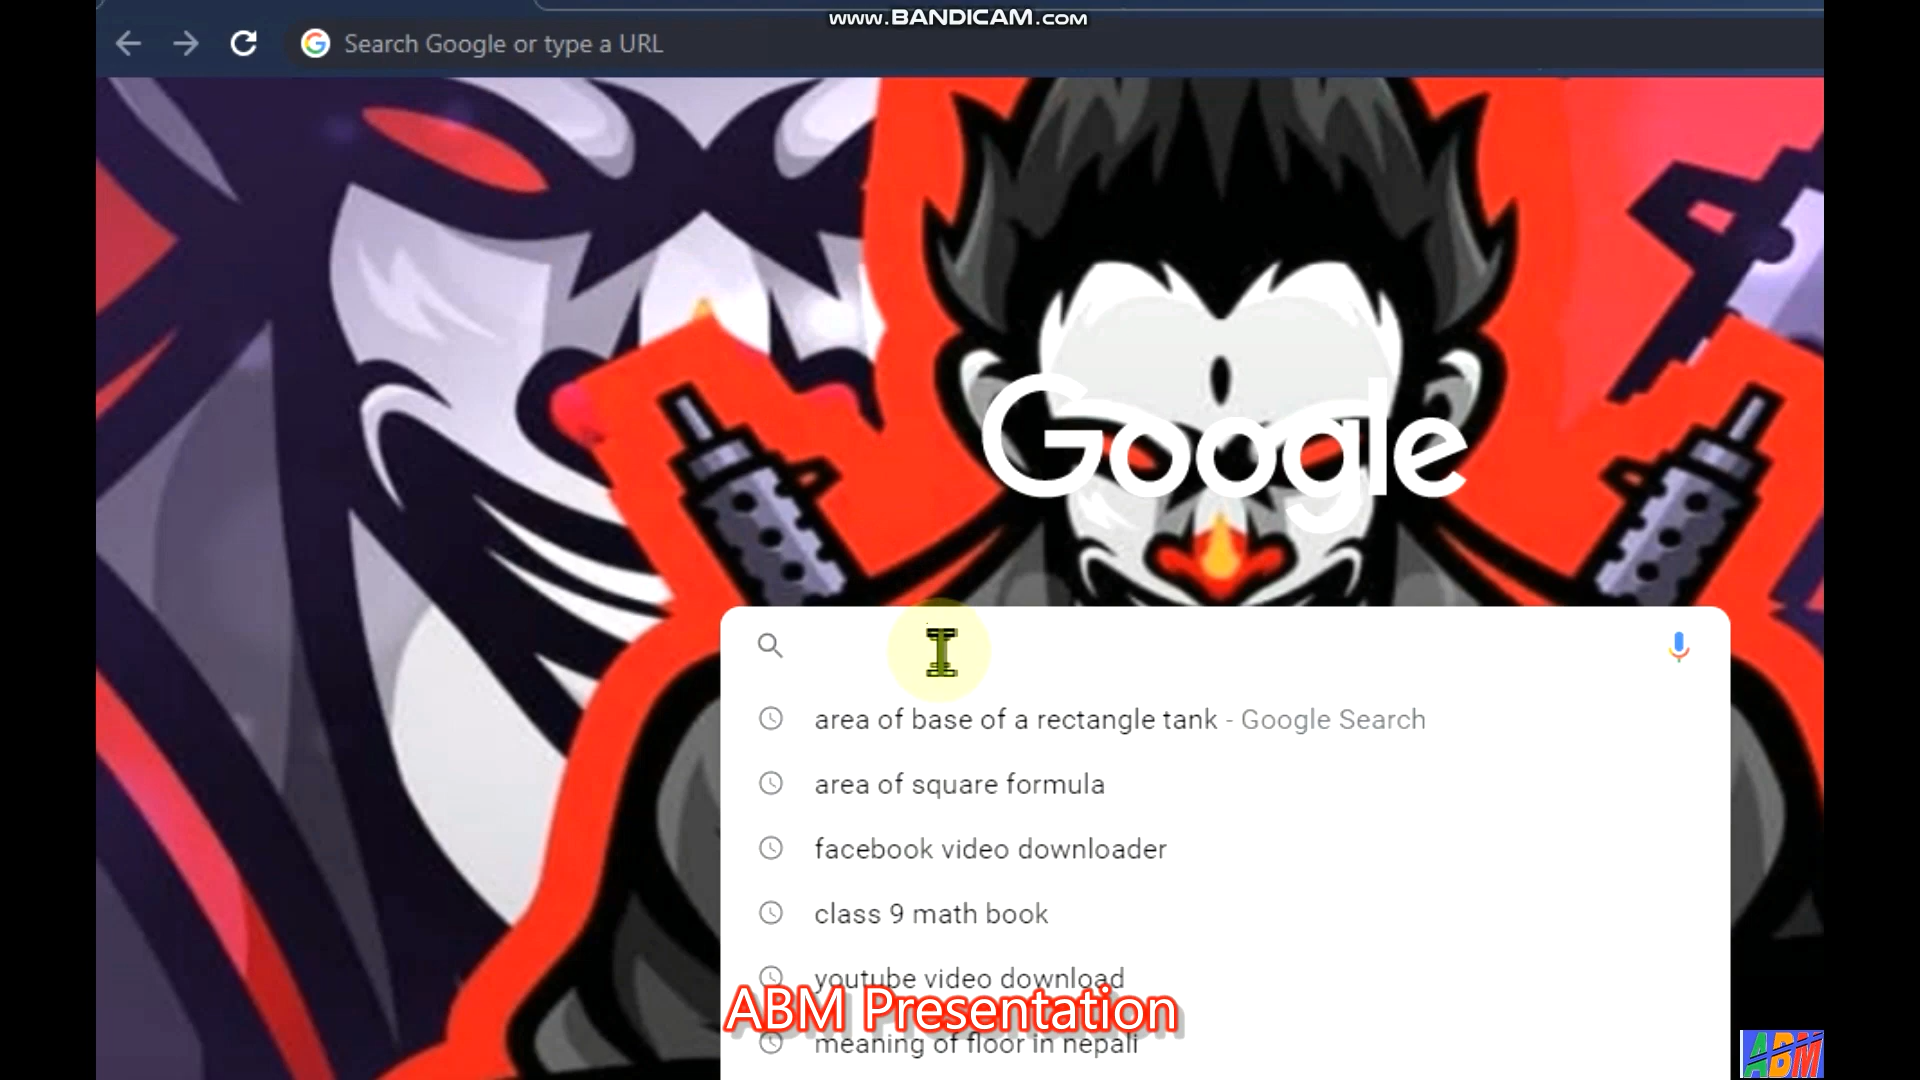 www.BANDICAM.com
Search Google or type a URL
Google
area of base of a rectangle tank - Google Search
area of square formula
facebook video downloader
class 9 math book
youtube video download
ABM Presentation
meaning of floor in nepali
ABM